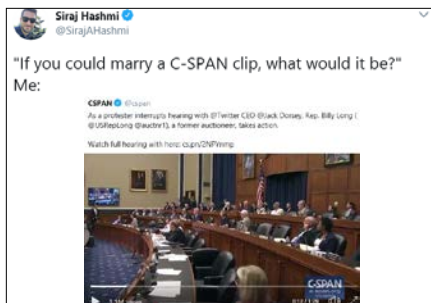 Siraj Hashmi
@SirajAHashmi
"If you could marry a C-SPAN clip, what would it be?"
Me:
CSPAN @cspan
As a protester interrupts hearing with @Twitter CEO @Jack Dorsey, Rep. Billy Long (
@USRepLong @auctnr1), a former auctioneer, takes action.
Watch full hearing with here:
C-SPAN